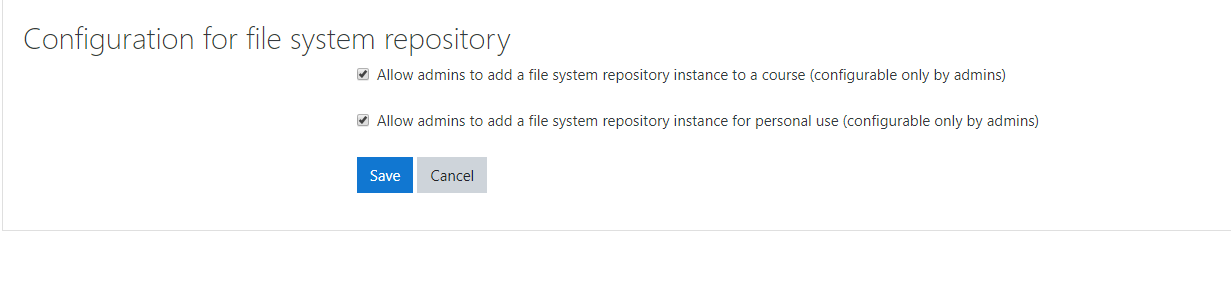 Configuration for file system repository
Allow admins to add a file system repository instance to a course (configurable only by admins)
Allow admins to add a file system repository instance for personal use (configurable only by admins)
Save Cancel